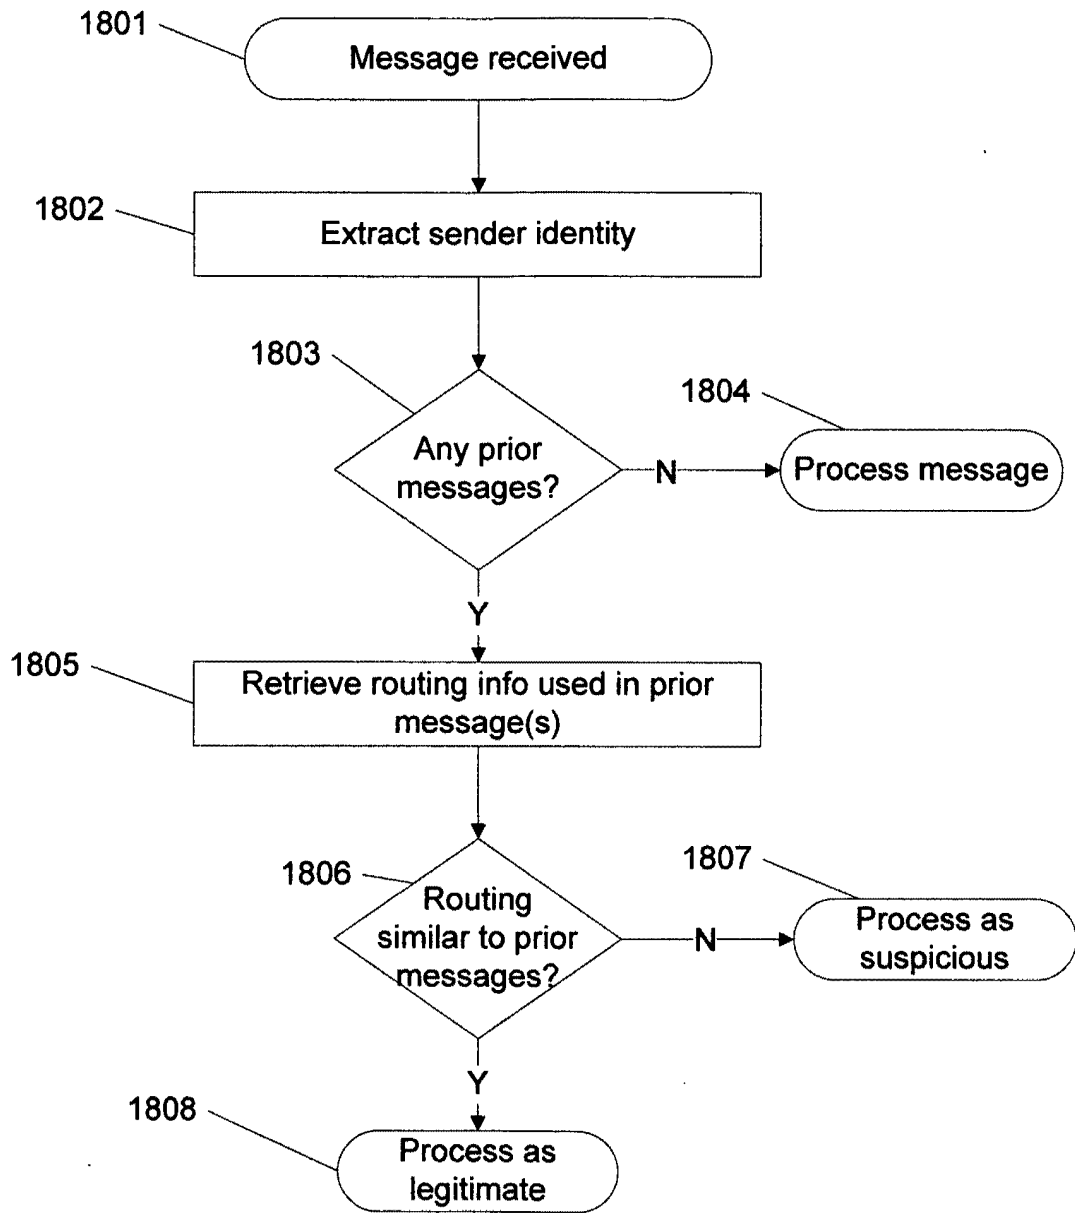 1801
Message received
1802
Extract sender identity
1803
1804
Any prior
messages?
N
Process message
Y
1805
Retrieve routing info used in prior
message(s)
1806
1807
Routing
similar to prior
messages?
N
Process as
suspicious
Y
1808
Process as
legitimate